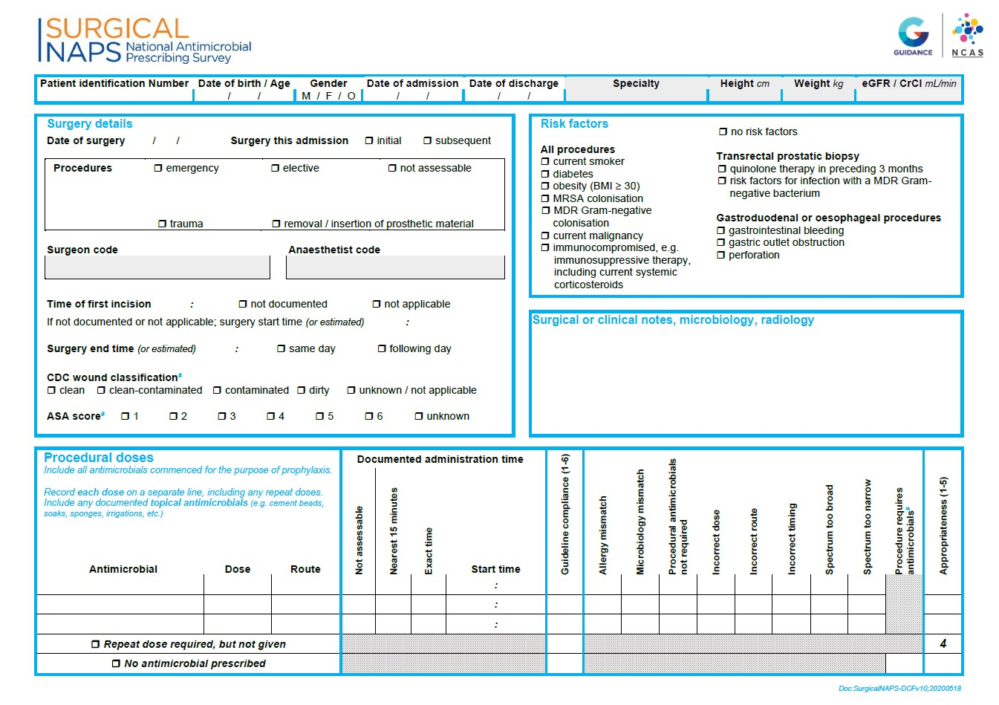 SURGICAL
NAPS National Antimicrobial
Prescribing Survey
GUIDANCE
NCAS
Patient identification Number Date of birth / Age Gender Date of admission Date of discharge Specialty Height cm Weight kg eGFR / CrCl mL/min
/ / M / F / O / / / /
Surgery details
Date of surgery / / Surgery this admission ❒ initial ❒ subsequent
Procedures ❒ emergency ❒ elective ❒ not assessable
❒ trauma ❒ removal / insertion of prosthetic material
Surgeon code Anaesthetist code
Time of first incision : ❒ not documented ❒ not applicable
If not documented or not applicable; surgery start time (or estimated) :
Surgery end time (or estimated) : ❒ same day ❒ following day
CDC wound classification#
❒ clean ❒ clean-contaminated ❒ contaminated ❒ dirty ❒ unknown / not applicable
ASA score# ❒ 1 ❒ 2 ❒ 3 ❒ 4 ❒ 5 ❒ 6 ❒ unknown
Risk factors
❒ no risk factors
All procedures
❒ current smoker
❒ diabetes
❒ obesity (BMI ≥ 30)
❒ MRSA colonisation
❒ MDR Gram-negative
colonisation
❒ current malignancy
❒ immunocompromised, e.g.
immunosuppressive therapy,
including current systemic
corticosteroids
Transrectal prostatic biopsy
❒ quinolone therapy in preceding 3 months
❒ risk factors for infection with a MDR Gram-
negative bacterium
Gastroduodenal or oesophageal procedures
❒ gastrointestinal bleeding
❒ gastric outlet obstruction
❒ perforation
Surgical or clinical notes, microbiology, radiology
Procedural doses
Include all antimicrobials commenced for the purpose of prophylaxis.
Record each dose on a separate line, including any repeat doses.
Include any documented topical antimicrobials (e.g. cement beads,
soaks, sponges, irrigations, etc.)
Antimicrobial Dose Route
Documented administration time
Not assessable
Nearest 15 minutes
Exact time
Start time
Guideline compliance (1-6)
Allergy mismatch
Microbiology mismatch
Procedural antimicrobials
not required
Incorrect dose
Incorrect route
Incorrect timing
Spectrum too broad
Spectrum too narrow
Procedure requires
antimicrobials#
Appropriateness (1-5)
:
:
:
❒ Repeat dose required, but not given 4
❒ No antimicrobial prescribed
Doc:SurgicalNAPS-DCFv10;20200518